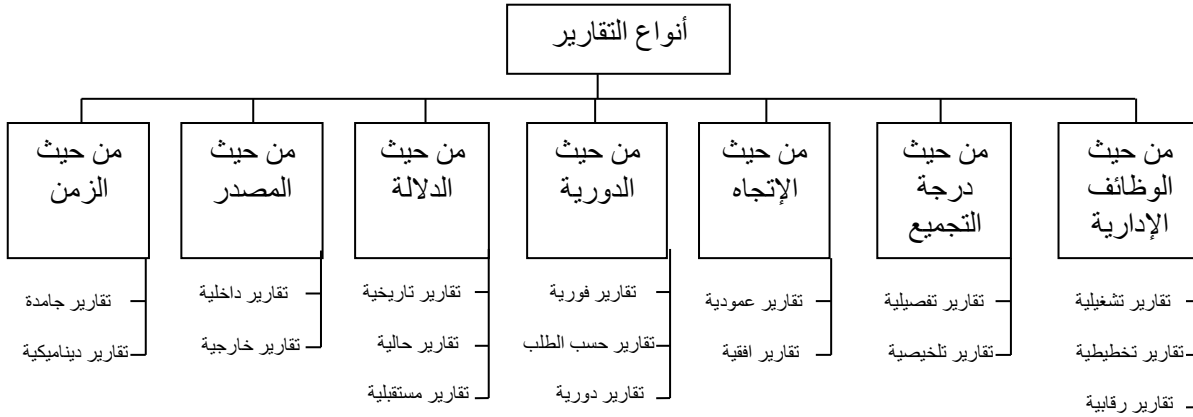 أنواع التقارير
من حيث
الوظائف
الإدارية
تقارير تشغيلية
تقارير تخطيطية
تقارير رقابية
من حيث
درجة
التجميع
تقارير تفصيلية
تقارير تلخيصية
من حيث
الإتجاه
تقارير عمودية
تقارير افقية
من حيث
الدورية
تقارير فورية
تقارير حسب الطلب
تقارير دورية
من حيث
الدلالة
تقارير تاريخية
تقارير حالية
تقارير مستقبلية
من حيث
المصدر
تقارير داخلية
تقارير خارجية
من حيث
الزمن
تقارير جامدة
تقارير ديناميكية